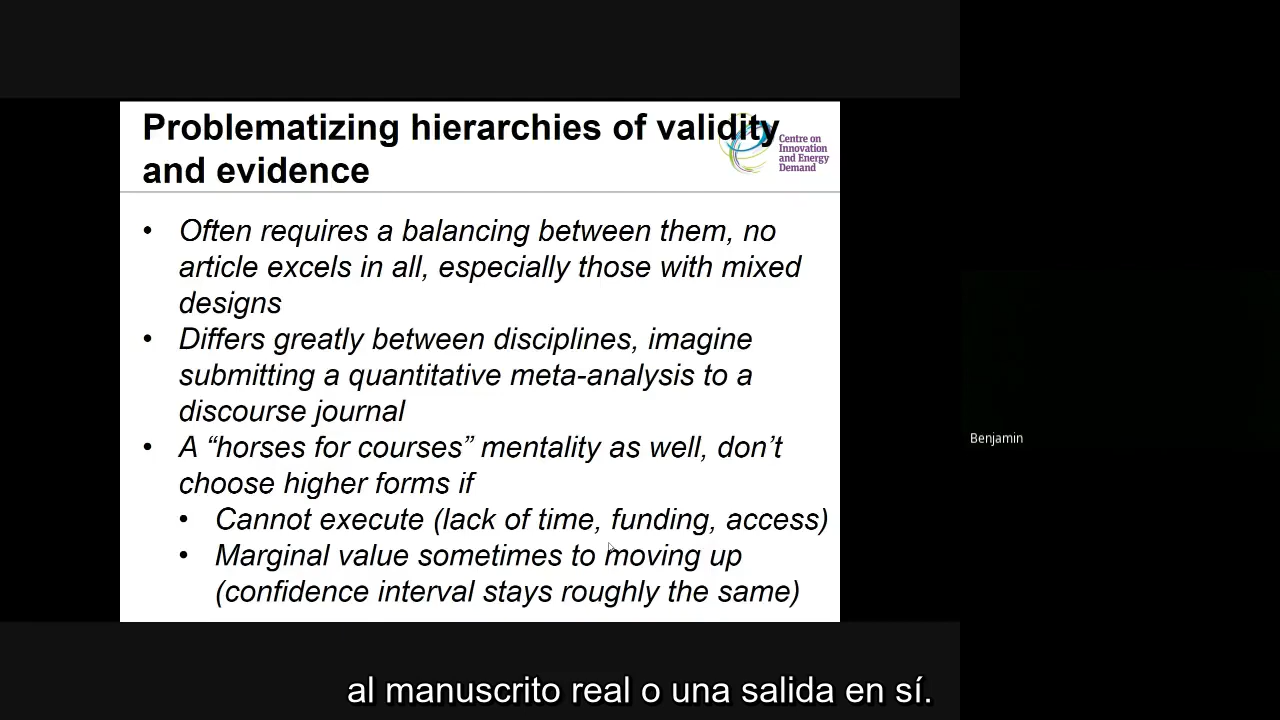 Problematizing hierarchies of validity
and evidence
Centre on
Innovation
and Energy
Demand
• Often requires a balancing between them, no
article excels in all, especially those with mixed
designs
• Differs greatly between disciplines, imagine
submitting a quantitative meta-analysis to a
discourse journal
• A “horses for courses” mentality as well, don’t
choose higher forms if
• Cannot execute (lack of time, funding, access)
• Marginal value sometimes to moving up
(confidence interval stays roughly the same)
Benjamin
al manuscrito real o una salida en sí.